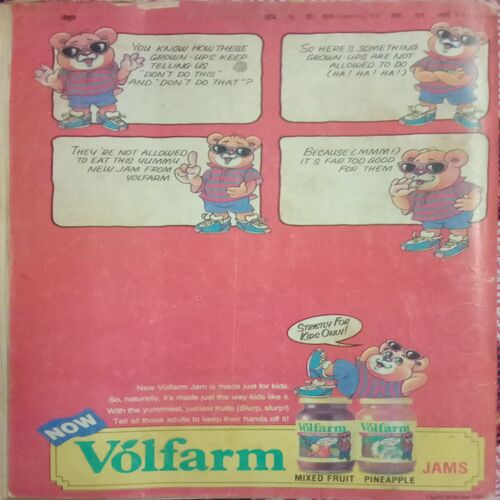 YOU KNOW HOW THESE
GROWN-UPS KEEP
TELLING US
"DON'T DO THIS"
AND "DON'T DO THAT"?
SO HERE'S SOMETHING
GROWN-UPS ARE NOT
ALLOWED TO DO
(HA! HA! HA!)
THEY'RE NOT ALLOWED
TO EAT THIS YUMMY
NEW JAM FROM
VOLFARM
BECAUSE (MMM!)
IT'S FAR TOO GOOD
FOR THEM
STRICTLY FOR
KIDS ONLY!
New Volfarm Jam is made just for kids.
So, naturally, it's made just the way kids like it.
With the yummiest, juiciest fruits (Slurp, slurp!)
Tell all those adults to keep their hands off it!
NOW
Volfarm
Volfarm
Volfarm
MIXED FRUIT PINEAPPLE
JAMS